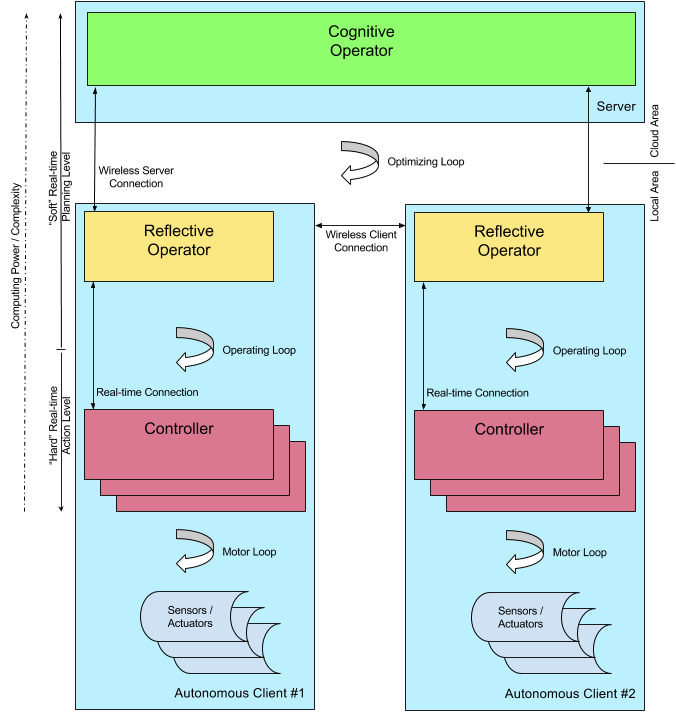 Cognitive
Operator
Server
Cloud Area
Local Area
Optimizing Loop
Wireless Server
Connection
Wireless Client
Connection
Computing Power / Complexity
“Soft” Real-time
Planning Level
“Hard” Real-time
Action Level
Reflective
Operator
Operating Loop
Real-time Connection
Controller
Motor Loop
Sensors /
Actuators
Autonomous Client #1
Reflective
Operator
Operating Loop
Real-time Connection
Controller
Motor Loop
Sensors /
Actuators
Autonomous Client #2